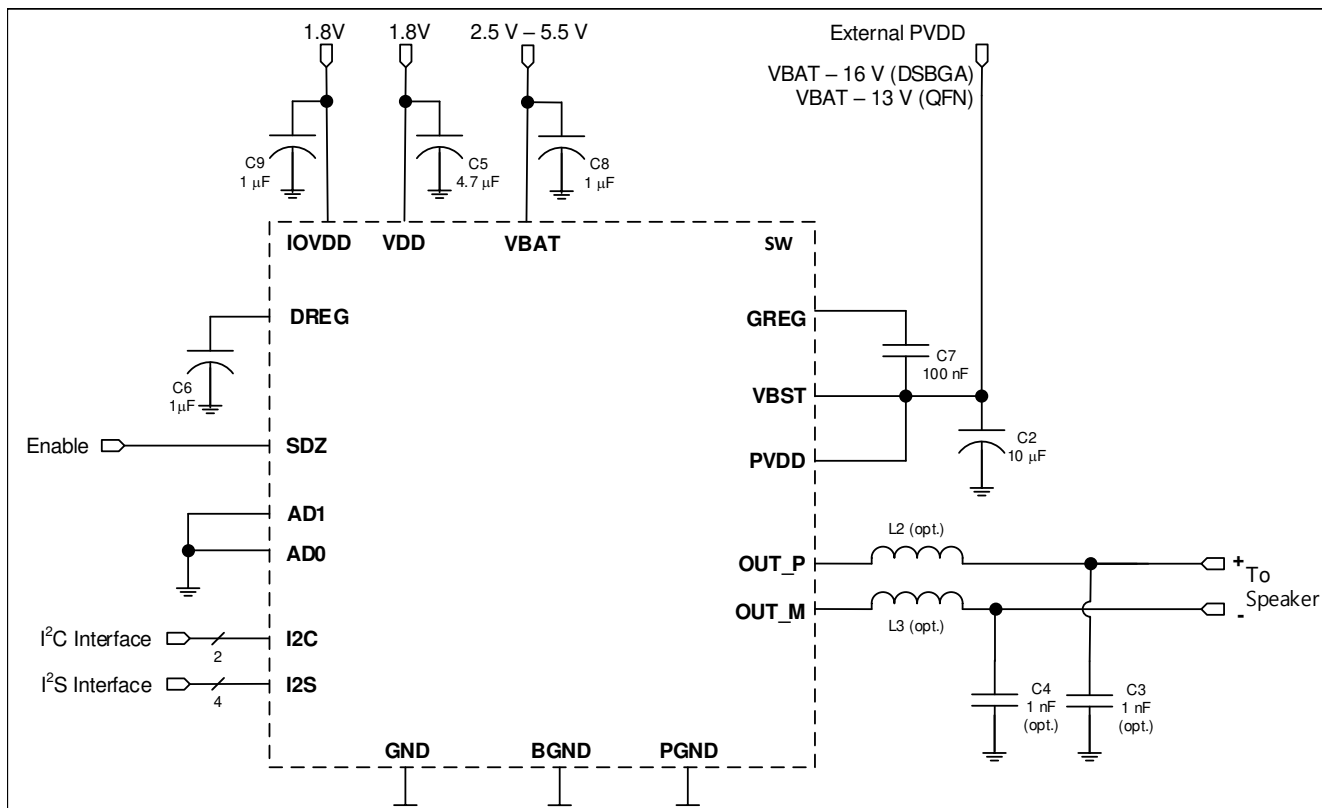 1.8V
1.8V
2.5 V – 5.5 V
External PVDD
VBAT – 16 V (DSBGA)
VBAT – 13 V (QFN)
C9
1 μF
C5
4.7 μF
C8
1 μF
IOVDD
VDD
VBAT
SW
DREG
GREG
C7
100 nF
C6
1μF
VBST
Enable
SDZ
PVDD
C2
10 μF
AD1
AD0
L2 (opt.)
OUT_P
+
To
Speaker
OUT_M
-
L3 (opt.)
I²C Interface
2
I2C
I²S Interface
4
I2S
C4
1 nF
(opt.)
C3
1 nF
(opt.)
GND
BGND
PGND